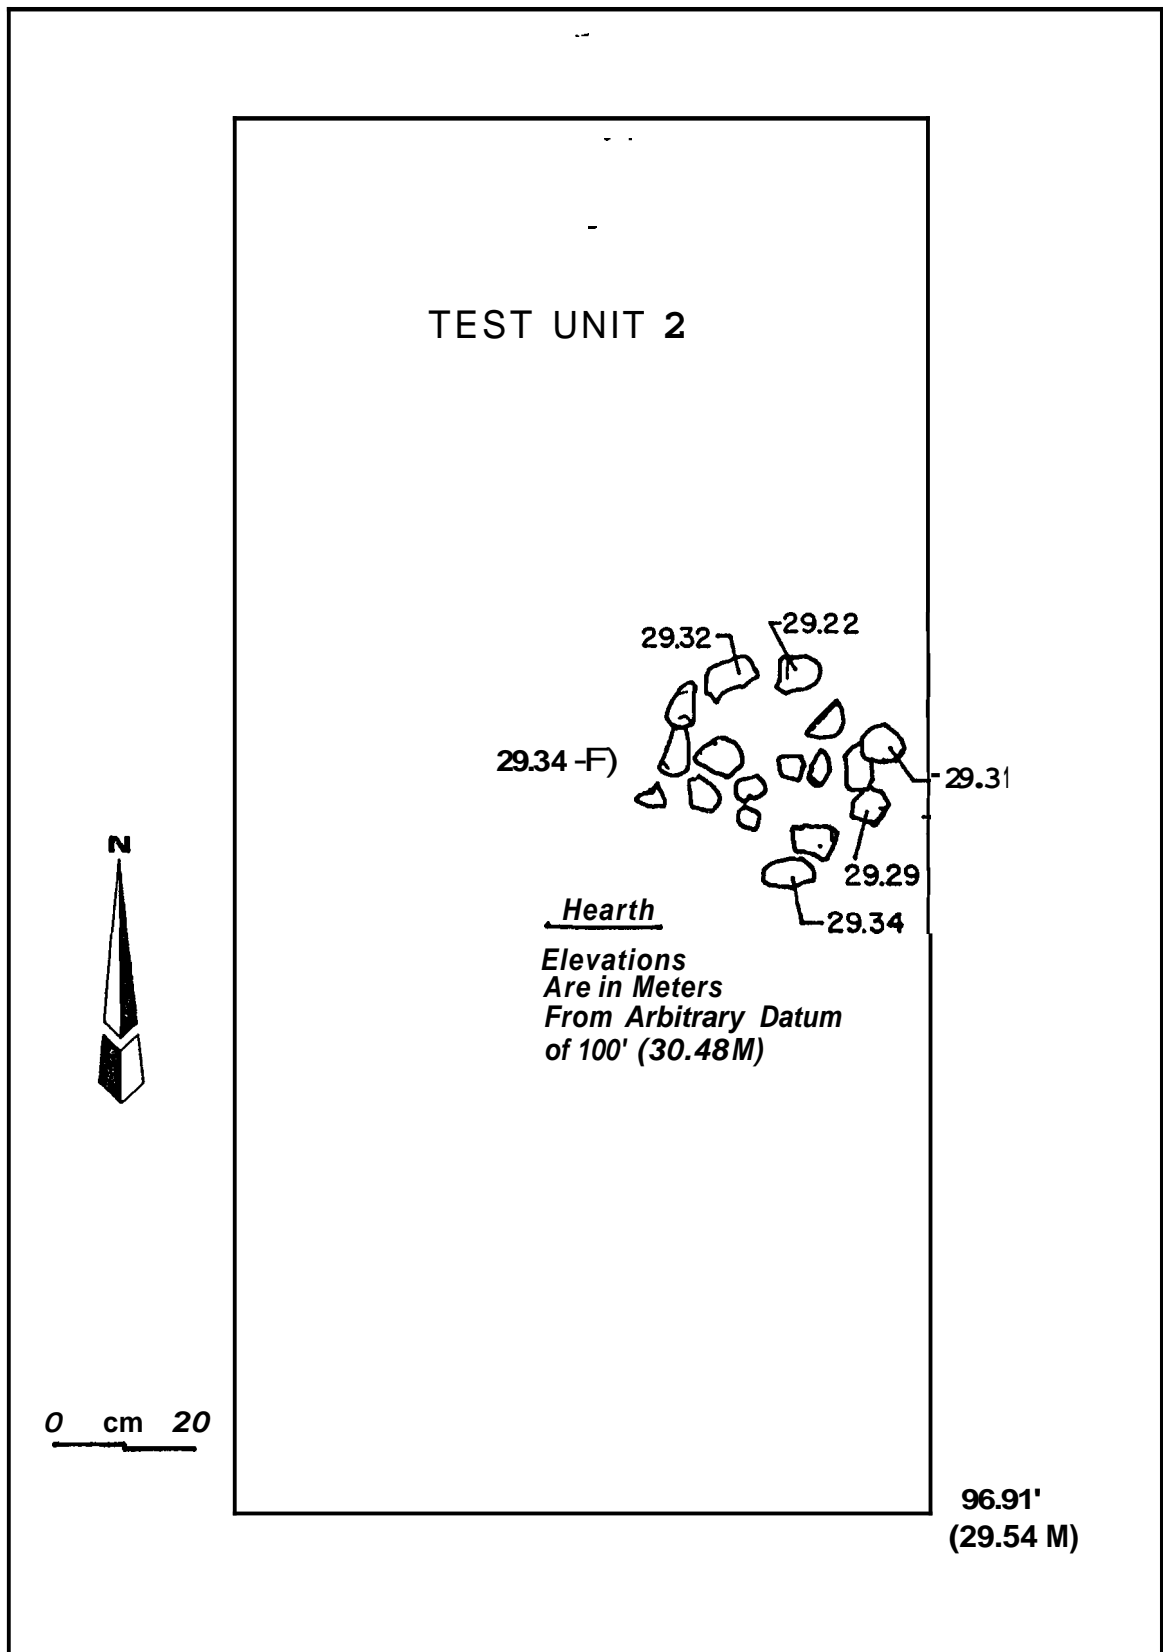 TEST UNIT 2
29.32
29.22
29.34 -F)
29.31
29.29
29.34
N
Hearth
Elevations
Are in Meters
From Arbitrary Datum
of 100' (30.48M)
0 cm 20
96.91'
(29.54 M)